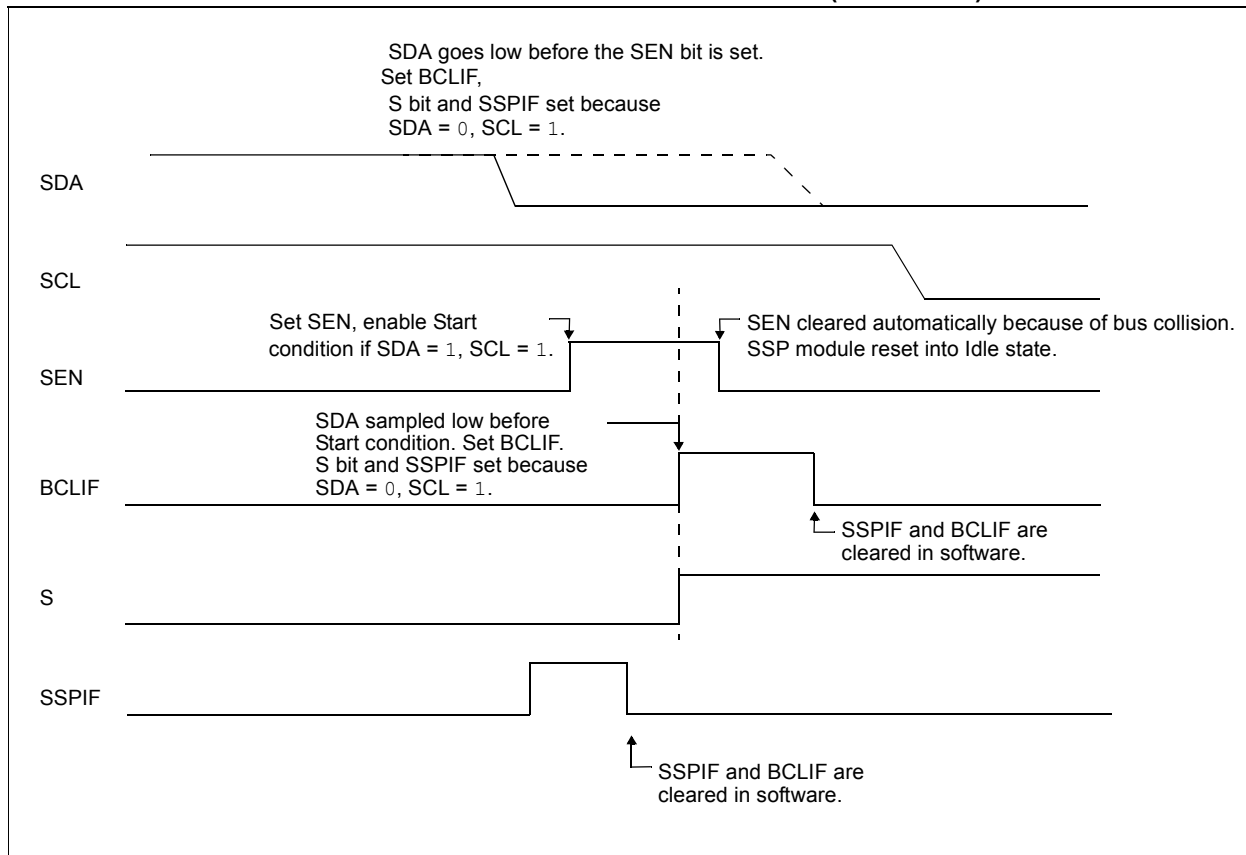 SDA goes low before the SEN bit is set.
Set BCLIF,
S bit and SSPIF set because
SDA = 0, SCL = 1.
SDA
SCL
Set SEN, enable Start
condition if SDA = 1, SCL = 1.
SEN cleared automatically because of bus collision.
SSP module reset into Idle state.
SEN
SDA sampled low before
Start condition. Set BCLIF.
S bit and SSPIF set because
SDA = 0, SCL = 1.
BCLIF
SSPIF and BCLIF are
cleared in software.
S
SSPIF
SSPIF and BCLIF are
cleared in software.